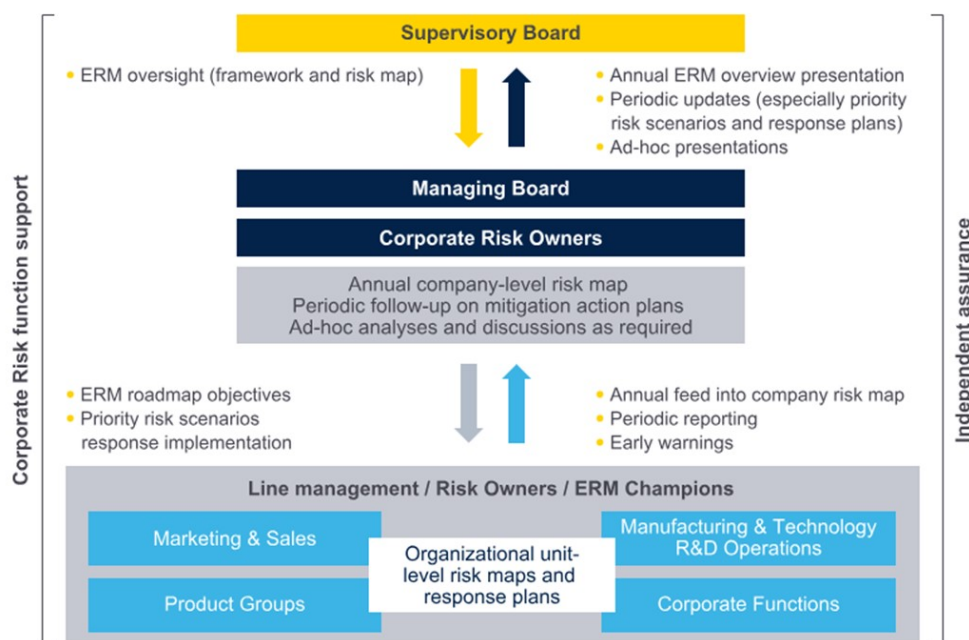 Supervisory Board
• ERM oversight (framework and risk map)
• Annual ERM overview presentation
• Periodic updates (especially priority
risk scenarios and response plans)
• Ad-hoc presentations
Managing Board
Corporate Risk Owners
Annual company-level risk map
Periodic follow-up on mitigation action plans
Ad-hoc analyses and discussions as required
• ERM roadmap objectives
• Priority risk scenarios
response implementation
• Annual feed into company risk map
• Periodic reporting
• Early warnings
Line management / Risk Owners / ERM Champions
Marketing & Sales
Product Groups
Organizational unit-
level risk maps and
response plans
Manufacturing & Technology
R&D Operations
Corporate Functions
Corporate Risk function support
Independent assurance